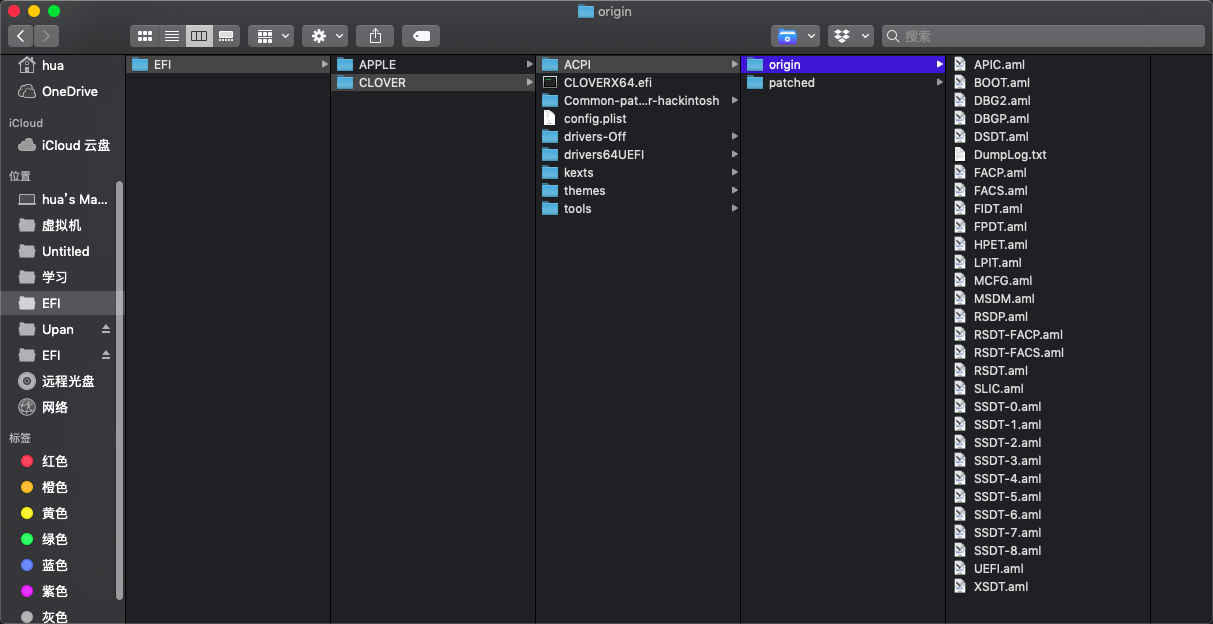 origin
搜索
hua
OneDrive
iCloud
iCloud 云盘
位置
hua's Ma...
虚拟机
Untitled
学习
EFI
Upan
EFI
远程光盘
网络
标签
红色
橙色
黄色
绿色
蓝色
紫色
灰色
EFI
APPLE
CLOVER
ACPI
CLOVERX64.efi
Common-pat...r-hackintosh
config.plist
drivers-Off
drivers64UEFI
kexts
themes
tools
origin
patched
APIC.aml
BOOT.aml
DBG2.aml
DBGP.aml
DSDT.aml
DumpLog.txt
FACP.aml
FACS.aml
FIDT.aml
FPDT.aml
HPET.aml
LPIT.aml
MCFG.aml
MSDM.aml
RSDP.aml
RSDT-FACP.aml
RSDT-FACS.aml
RSDT.aml
SLIC.aml
SSDT-0.aml
SSDT-1.aml
SSDT-2.aml
SSDT-3.aml
SSDT-4.aml
SSDT-5.aml
SSDT-6.aml
SSDT-7.aml
SSDT-8.aml
UEFI.aml
XSDT.aml